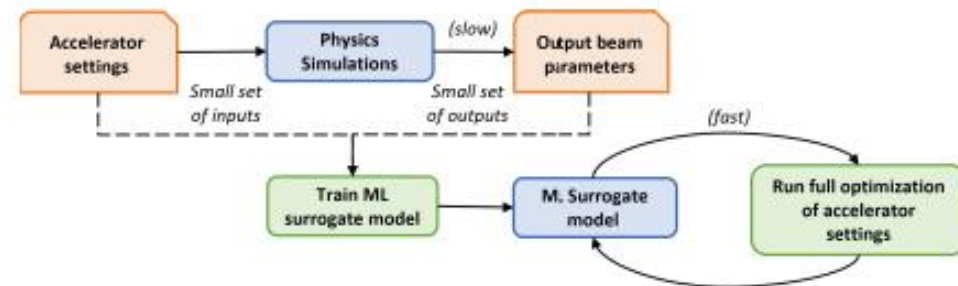 Accelerator
settings
Physics
Simulations
(slow)
Output beam
parameters
Small set
of inputs
Small set
of outputs
(fast)
Train ML
surrogate model
M. Surrogate
model
Run full optimization
of accelerator
settings